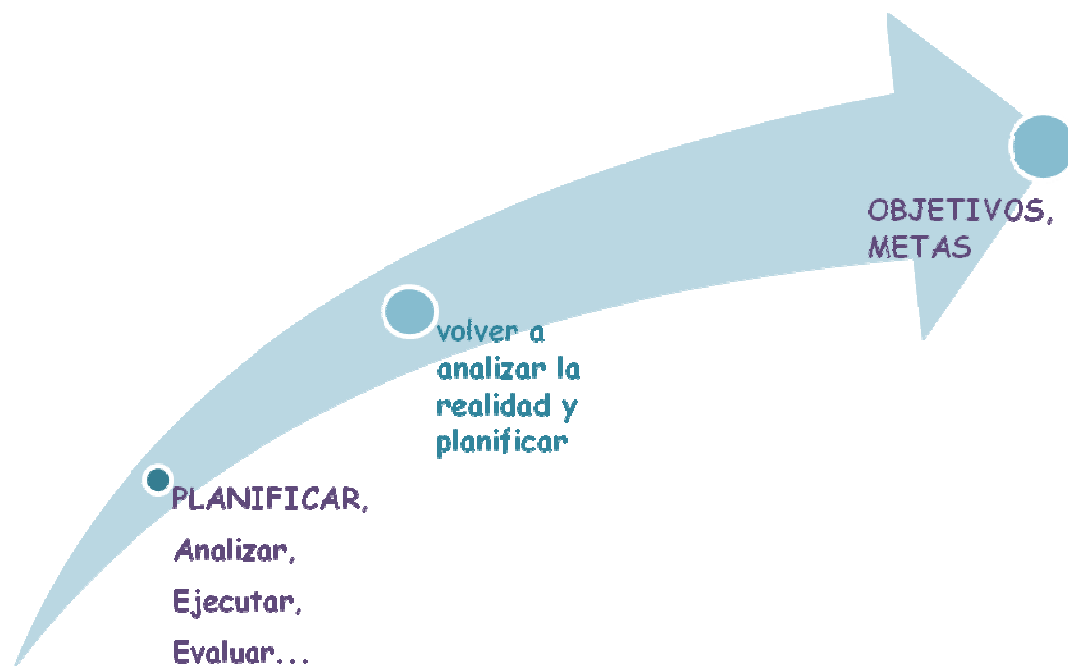 OBJETIVOS,
METAS
volver a
analizar la
realidad y
planificar
PLANIFICAR,
Analizar,
Ejecutar,
Evaluar...